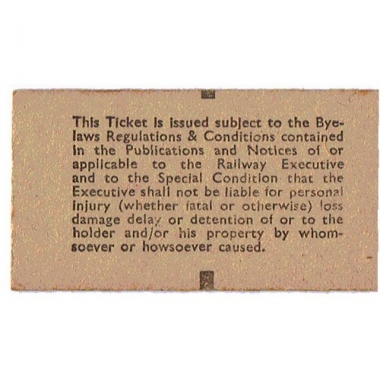 This Ticket is issued subject to the Bye-
laws Regulations & Conditions contained
in the Publications and Notices of or
applicable to the Railway Executive
and to the Special Condition that the
Executive shall not be liable for personal
injury (whether fatal or otherwise) loss
damage delay or detention of or to the
holder and/or his property by whom-
soever or howsoever caused.